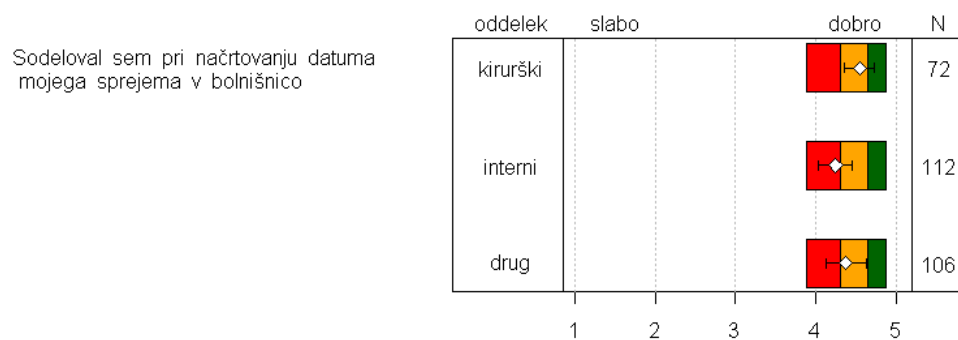 oddelek slabo dobro N
Sodeloval sem pri načrtovanju datuma
mojega sprejema v bolnišnico
kirurški 72
interni 112
drug 106
1 2 3 4 5